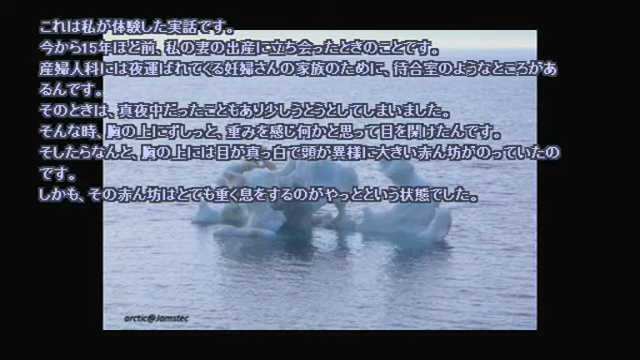 これは私が体験した実話です。
今から15年ほど前、私の妻の出産に立ち会ったときのことです。
産婦人科には夜運ばれてくる妊婦さんの家族のために、待合室のようなところがあ
るんです。
そのときは、真夜中だったこともあり少しうとうとしてしまいました。
そんな時、胸の上にずしっと、重みを感じ何かと思って目を開けたんです。
そしたらなんと、胸の上には目が真っ白で頭が異様に大きい赤ん坊がのっていたの
です。
しかも、その赤ん坊はとても重く息をするのがやっとという状態でした。
arctic@Jamstec